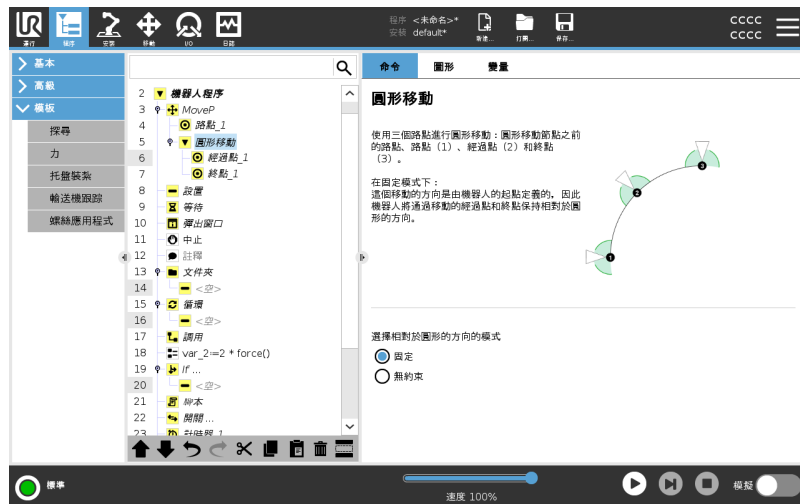 UR
運行
程序
安裝
移動
I/O
日誌
程序 <未命名>*
安裝 default*
新建...
打開...
保存...
CCCC
CCCC
基本
高級
模板
探尋
力
托盤裝紮
輸送機跟踪
螺絲應用程式
2 機器人程序
3 MoveP
4 路點_1
5 圓形移動
6 經過點_1
7 終點_1
8 設置
9 等待
10 彈出窗口
11 中止
12 註釋
13 文件夾
14 <空>
15 循環
16 <空>
17 調用
18 var_2≔2 * force()
19 If ...
20 <空>
21 腳本
22 開關 ...
23 計時器_1
命令
圖形
變量
圓形移動
使用三個路點進行圓形移動：圓形移動節點之前
的路點、路點（1）、經過點（2）和終點
（3）。
在固定模式下：
這個移動的方向是由機器人的起點定義的，因此
機器人將通過移動的經過點和終點保持相對於圓
形的方向。
1
2
3
選擇相對於圓形的方向的模式
固定
無約束
標準
速度 100%
模擬